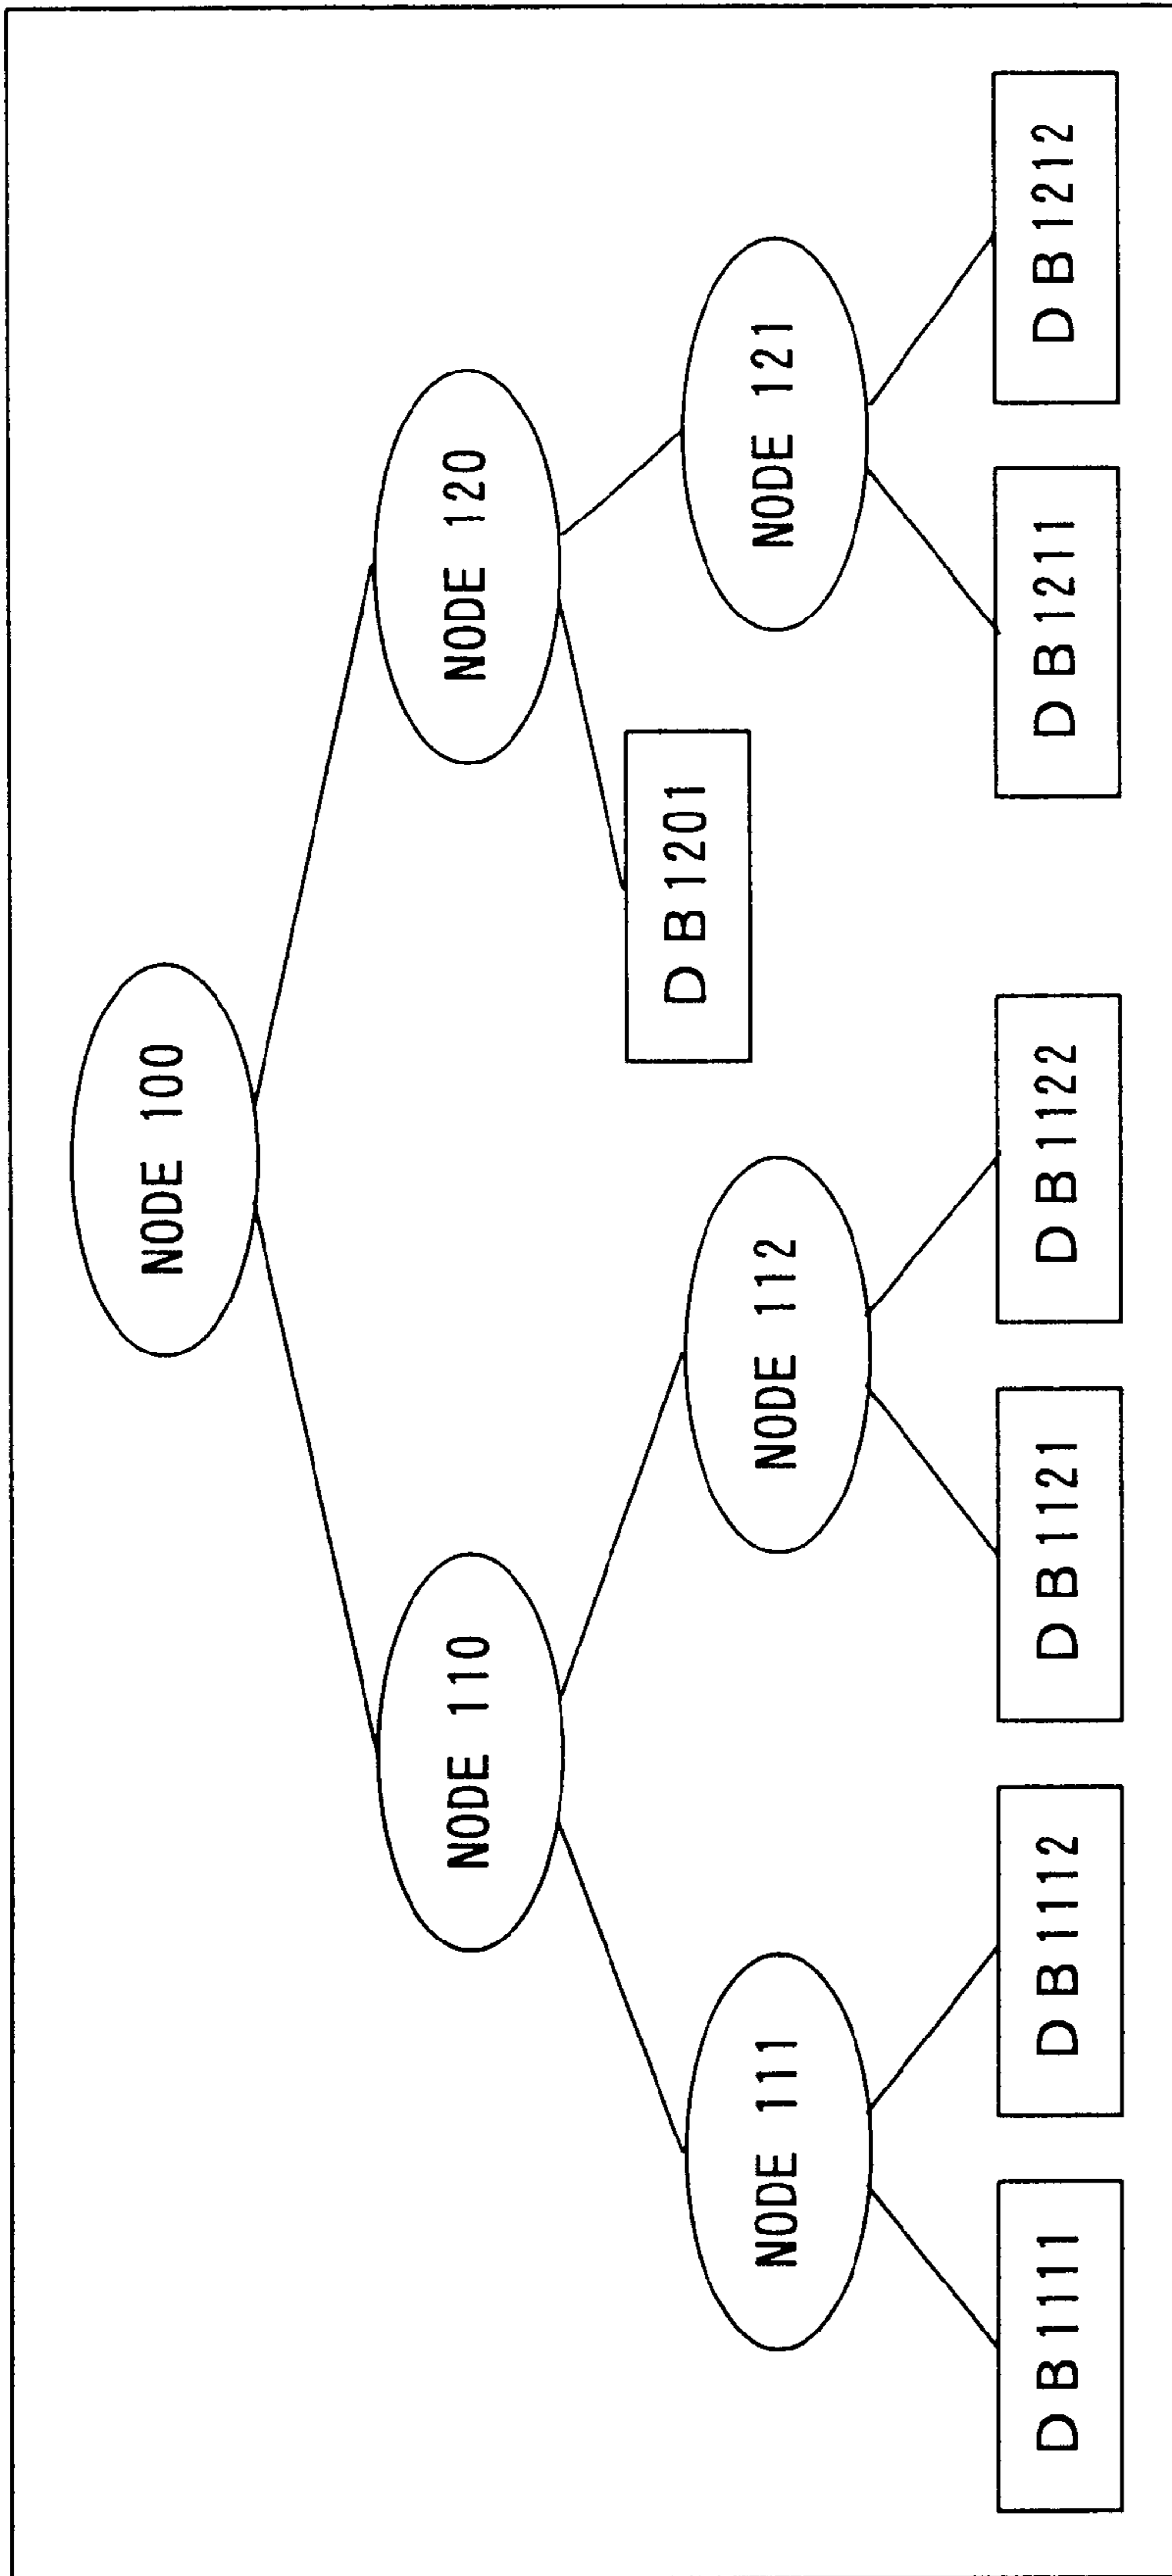 NODE 100
NODE 110
NODE 120
NODE 111
NODE 112
DB1201
NODE 121
DB1111
DB1112
DB1121
DB1122
DB1211
DB1212